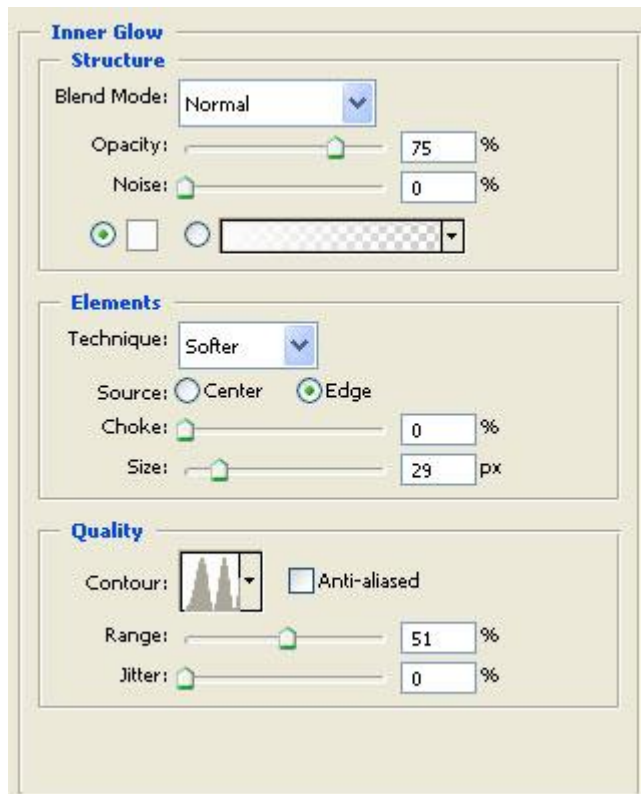 Inner Glow
Structure
Blend Mode: Normal
Opacity: 75 %
Noise: 0 %
Elements
Technique: Softer
Source: Center Edge
Choke: 0 %
Size: 29 px
Quality
Contour: Anti-aliased
Range: 51 %
Jitter: 0 %